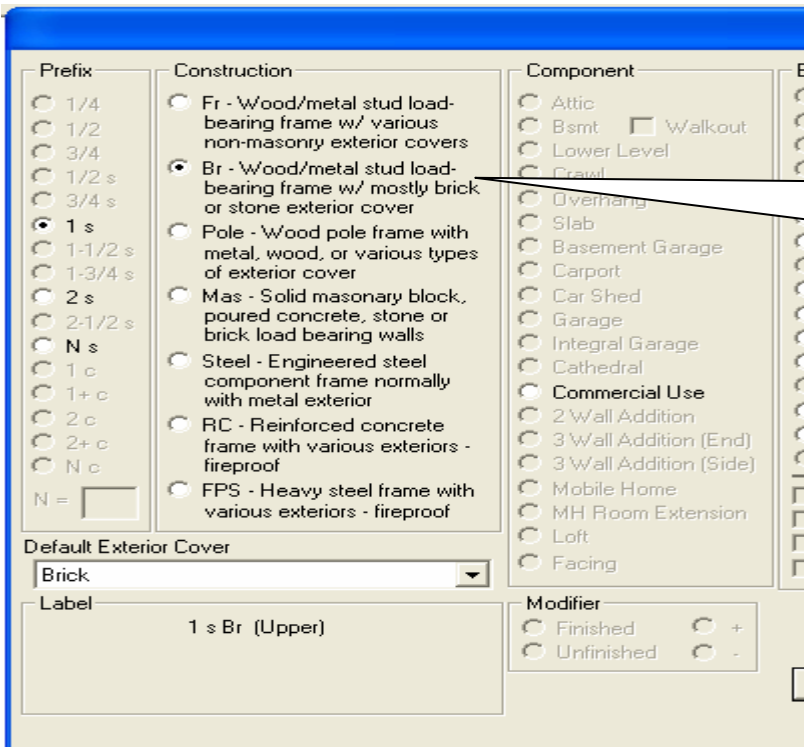 Prefix
1/4
1/2
3/4
1/2 s
3/4 s
1 s
1-1/2 s
1-3/4 s
2 s
2-1/2 s
N s
1 c
1+ c
2 c
2+ c
N c
N =
Construction
Fr - Wood/metal stud load-
bearing frame w/ various
non-masonry exterior covers
Br - Wood/metal stud load-
bearing frame w/ mostly brick
or stone exterior cover
Pole - Wood pole frame with
metal, wood, or various types
of exterior cover
Mas - Solid masonary block,
poured concrete, stone or
brick load bearing walls
Steel - Engineered steel
component frame normally
with metal exterior
RC - Reinforced concrete
frame with various exteriors -
fireproof
FPS - Heavy steel frame with
various exteriors - fireproof
Component
Attic
Bsmt Walkout
Lower Level
Crawl
Overhang
Slab
Basement Garage
Carport
Car Shed
Garage
Integral Garage
Cathedral
Commercial Use
2 Wall Addition
3 Wall Addition (End)
3 Wall Addition (Side)
Mobile Home
MH Room Extension
Loft
Facing
Default Exterior Cover
Brick
Label
1 s Br (Upper)
Modifier
Finished +
Unfinished -